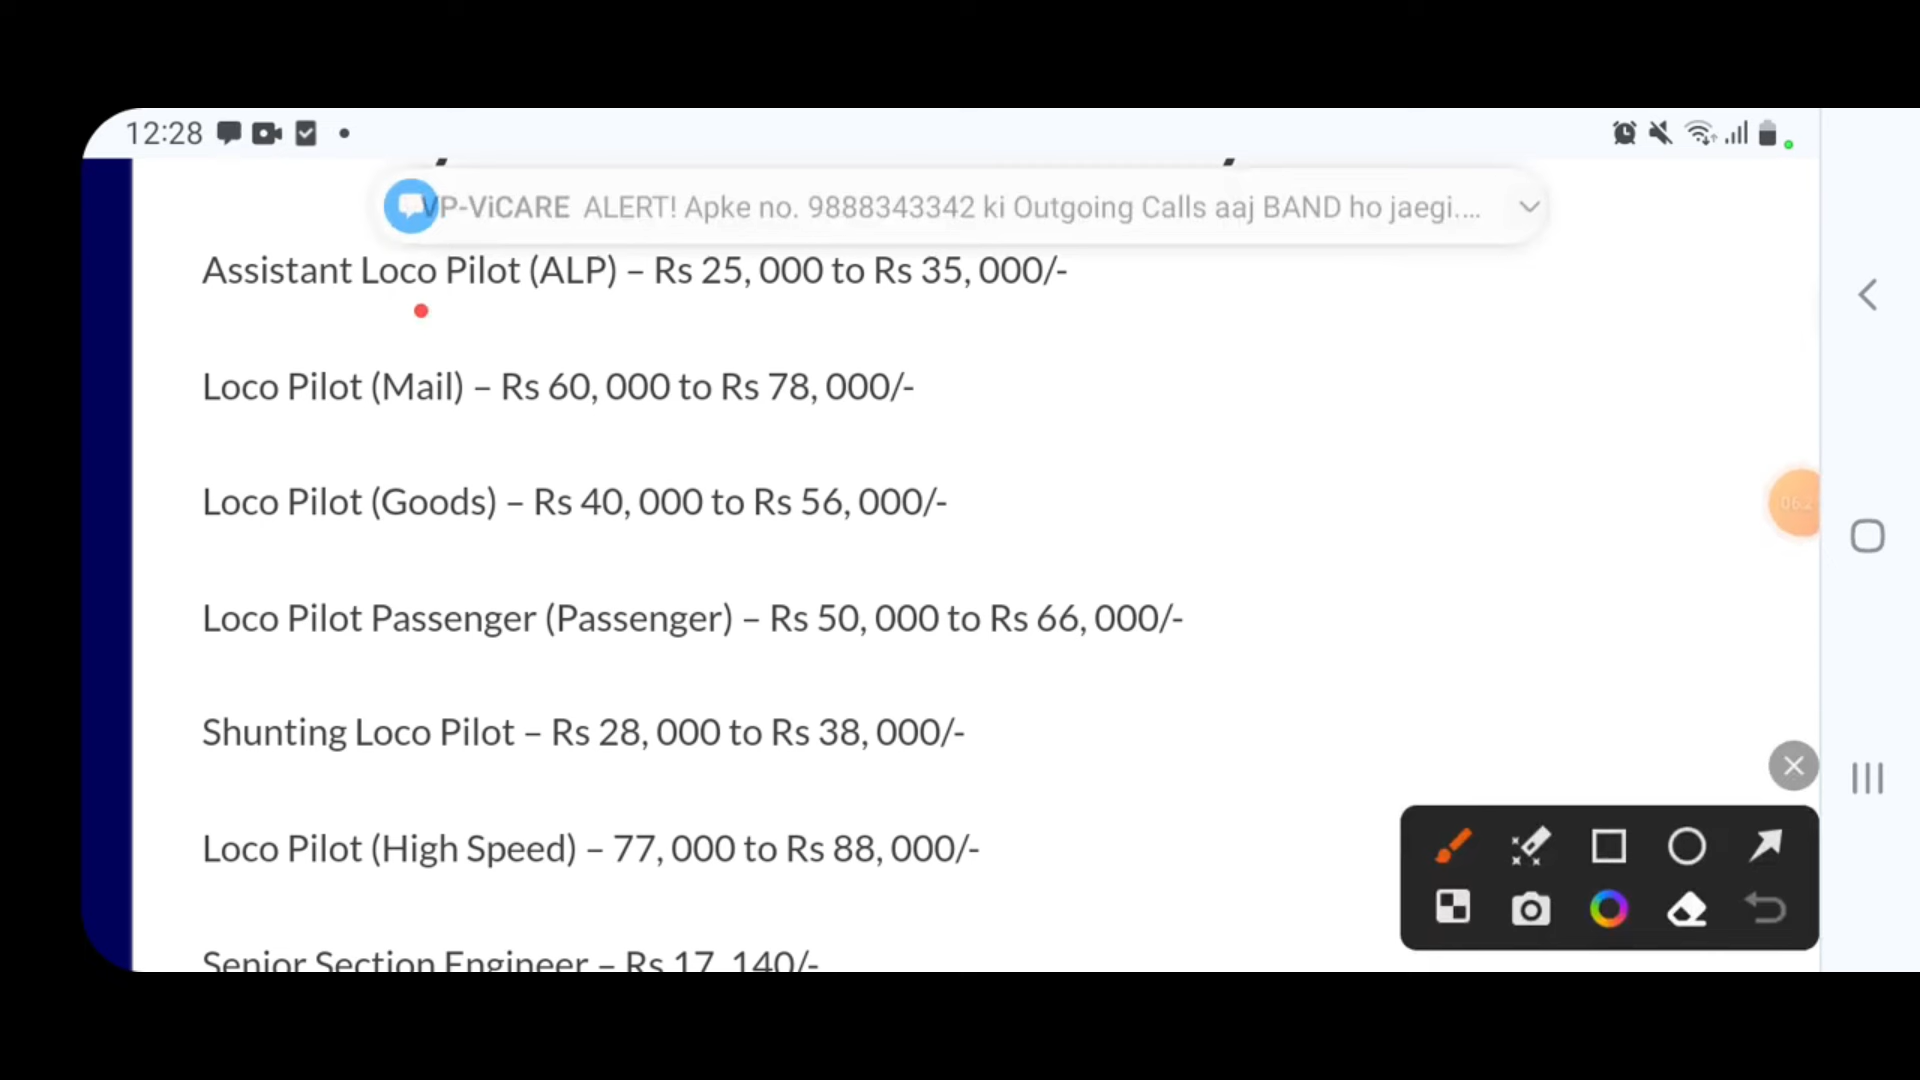 12:28
VP-ViCARE ALERT! Apke no. 9888343342 ki Outgoing Calls aaj BAND ho jaegi....
Assistant Loco Pilot (ALP) – Rs 25, 000 to Rs 35, 000/-
Loco Pilot (Mail) – Rs 60, 000 to Rs 78, 000/-
Loco Pilot (Goods) – Rs 40, 000 to Rs 56, 000/-
Loco Pilot Passenger (Passenger) – Rs 50, 000 to Rs 66, 000/-
Shunting Loco Pilot – Rs 28, 000 to Rs 38, 000/-
Loco Pilot (High Speed) – 77, 000 to Rs 88, 000/-
Senior Section Engineer – Rs 17, 140/-